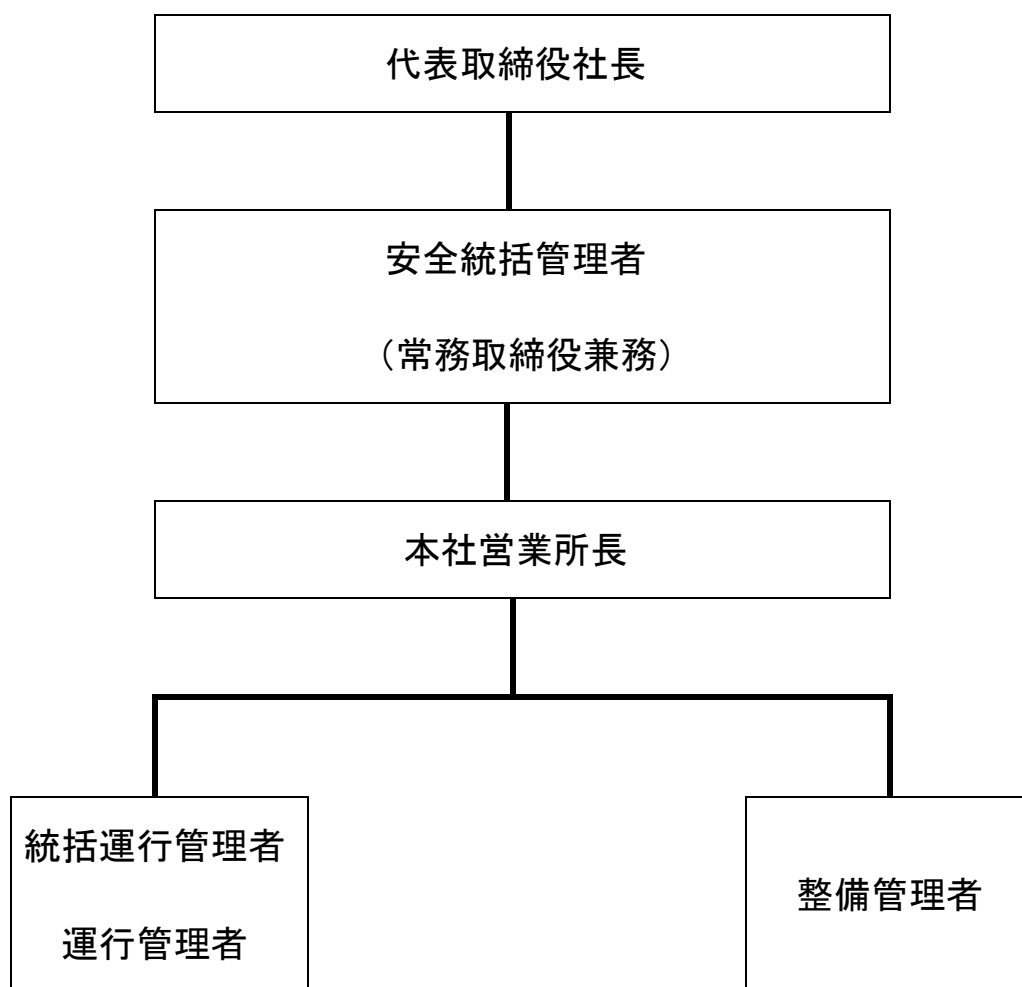 代表取締役社長
安全統括管理者
（常務取締役兼務）
本社営業所長
統括運行管理者
運行管理者
整備管理者